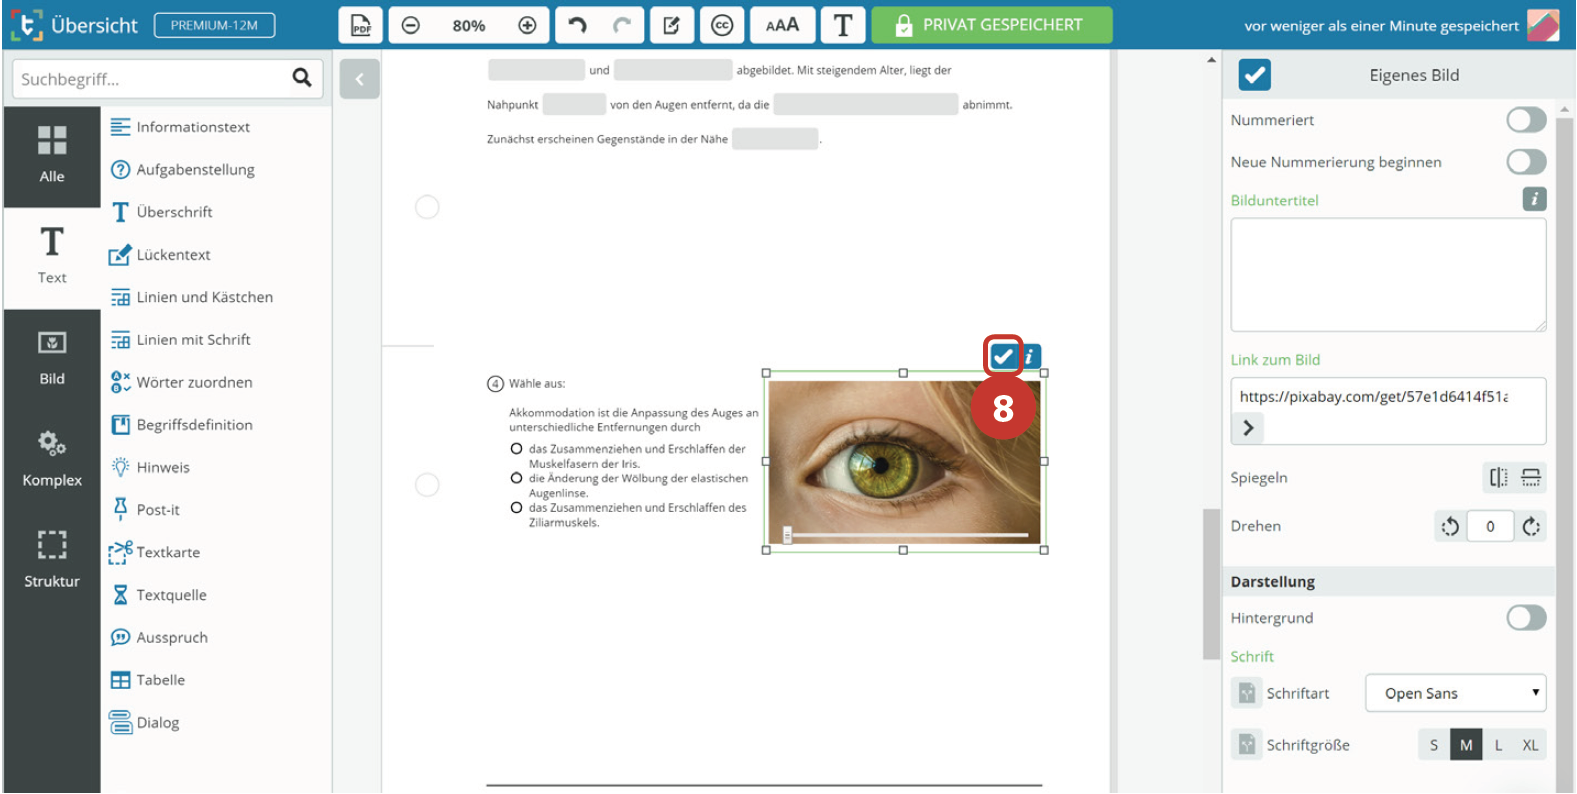 Übersicht
PREMIUM-12M
PDF
80%
cc
AAA
T
PRIVAT GESPEICHERT
vor weniger als einer Minute gespeichert
Suchbegriff...
Alle
T
Text
Bild
Komplex
Struktur
Informationstext
Aufgabenstellung
Überschrift
Lückentext
Linien und Kästchen
Linien mit Schrift
Wörter zuordnen
Begriffsdefinition
Hinweis
Post-it
Textkarte
Textquelle
Ausspruch
Tabelle
Dialog
und abgebildet. Mit steigendem Alter, liegt der
Nahpunkt von den Augen entfernt, da die abnimmt.
Zunächst erscheinen Gegenstände in der Nähe .
i
8
4 Wähle aus:
Akkommodation ist die Anpassung des Auges an
unterschiedliche Entfernungen durch
das Zusammenziehen und Erschlaffen der
Muskelfasern der Iris.
die Änderung der Wölbung der elastischen
Augenlinse.
das Zusammenziehen und Erschlaffen des
Ziliarmuskels.
Eigenes Bild
Nummeriert
Neue Nummerierung beginnen
Bilduntertitel
i
Link zum Bild
https://pixabay.com/get/57e1d6414f51a
Spiegeln
Drehen
0
Darstellung
Hintergrund
Schrift
Schriftart
Open Sans
Schriftgröße
S M L XL